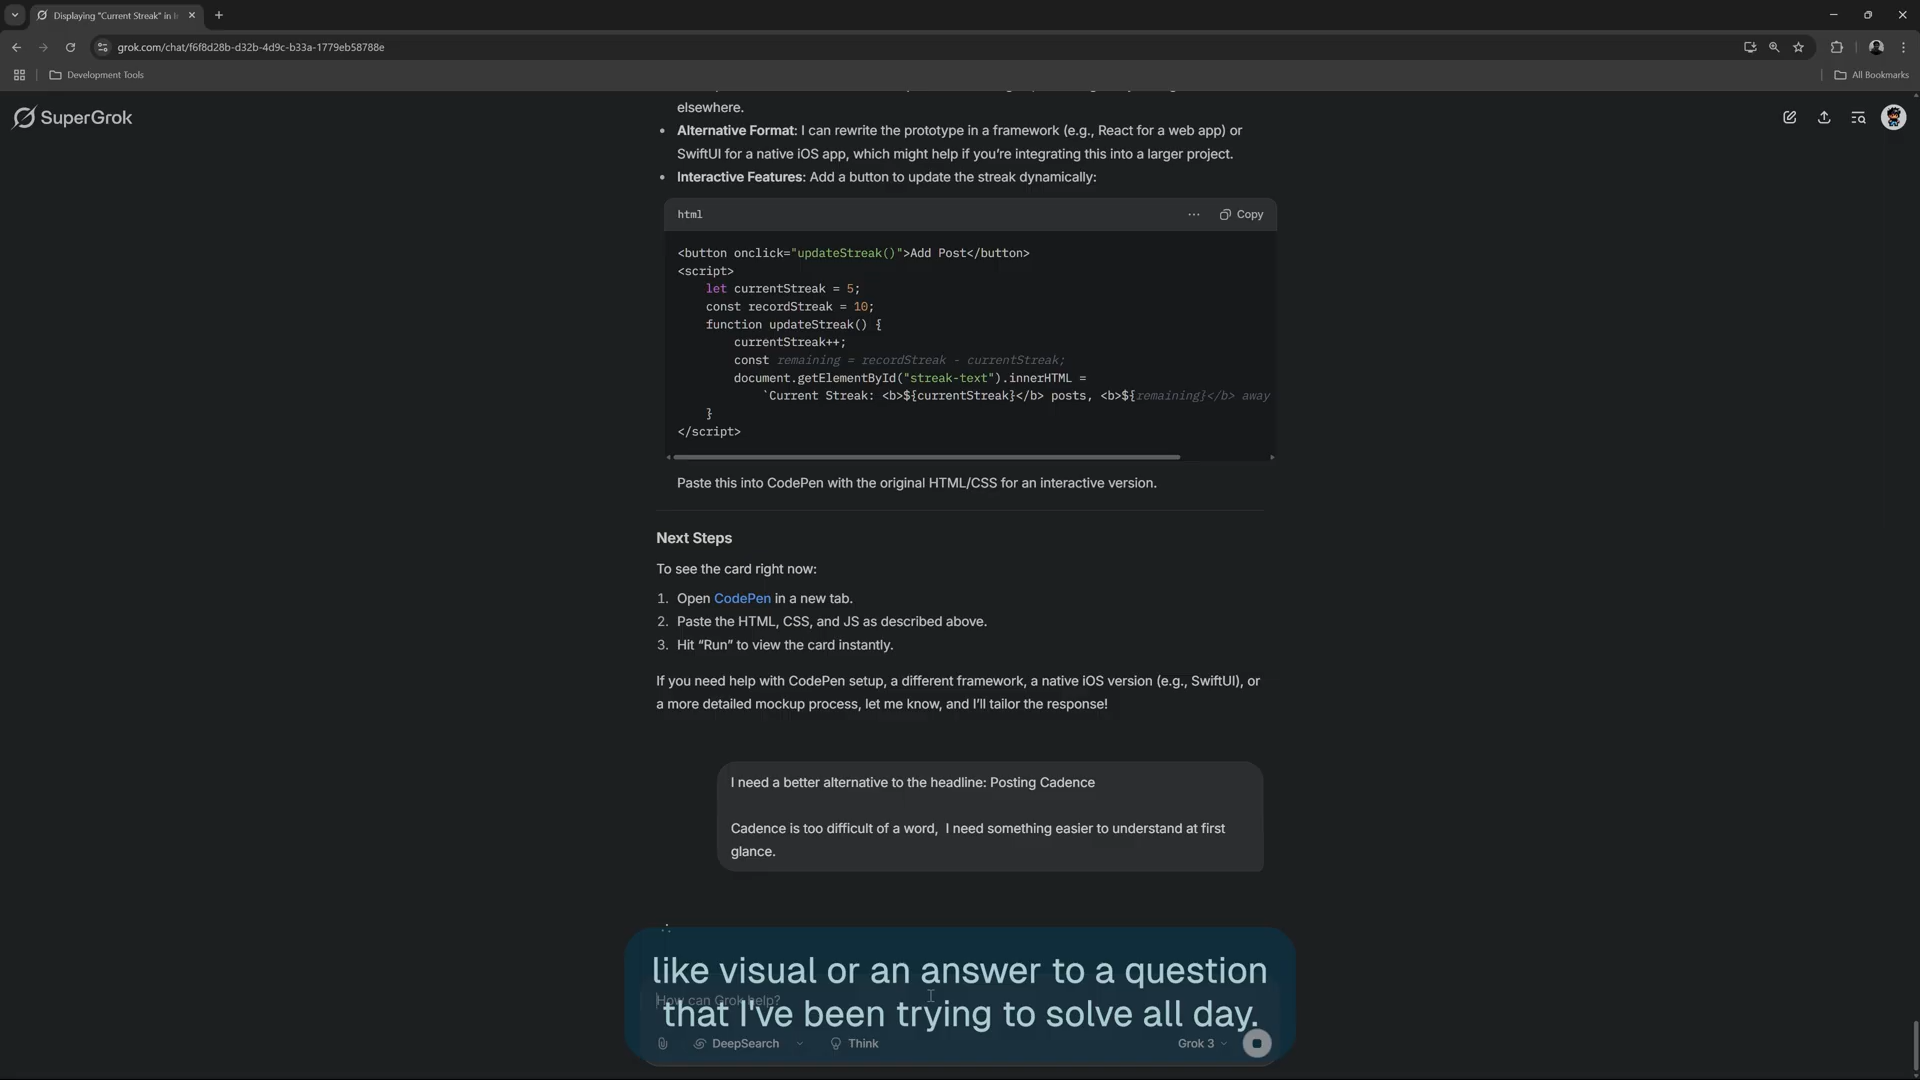 Displaying "Current Streak" in I
grok.com/chat/f6f8d28b-d32b-4d9c-b33a-1779eb58788e
Development Tools
All Bookmarks
SuperGrok
elsewhere.
• Alternative Format: I can rewrite the prototype in a framework (e.g., React for a web app) or
SwiftUI for a native iOS app, which might help if you're integrating this into a larger project.
• Interactive Features: Add a button to update the streak dynamically:
html
Copy
<button onclick="updateStreak()">Add Post</button>
<script>
let currentStreak = 5;
const recordStreak = 10;
function updateStreak() {
currentStreak++;
const remaining = recordStreak - currentStreak;
document.getElementById("streak-text").innerHTML =
`Current Streak: <b>${currentStreak}</b> posts, <b>${remaining}</b> away
}
</script>
Paste this into CodePen with the original HTML/CSS for an interactive version.
Next Steps
To see the card right now:
1. Open CodePen in a new tab.
2. Paste the HTML, CSS, and JS as described above.
3. Hit “Run” to view the card instantly.
If you need help with CodePen setup, a different framework, a native iOS version (e.g., SwiftUI), or
a more detailed mockup process, let me know, and I'll tailor the response!
I need a better alternative to the headline: Posting Cadence
Cadence is too difficult of a word,  I need something easier to understand at first
glance.
like visual or an answer to a question
How can Grok help?
that I've been trying to solve all day.
DeepSearch
Think
Grok 3